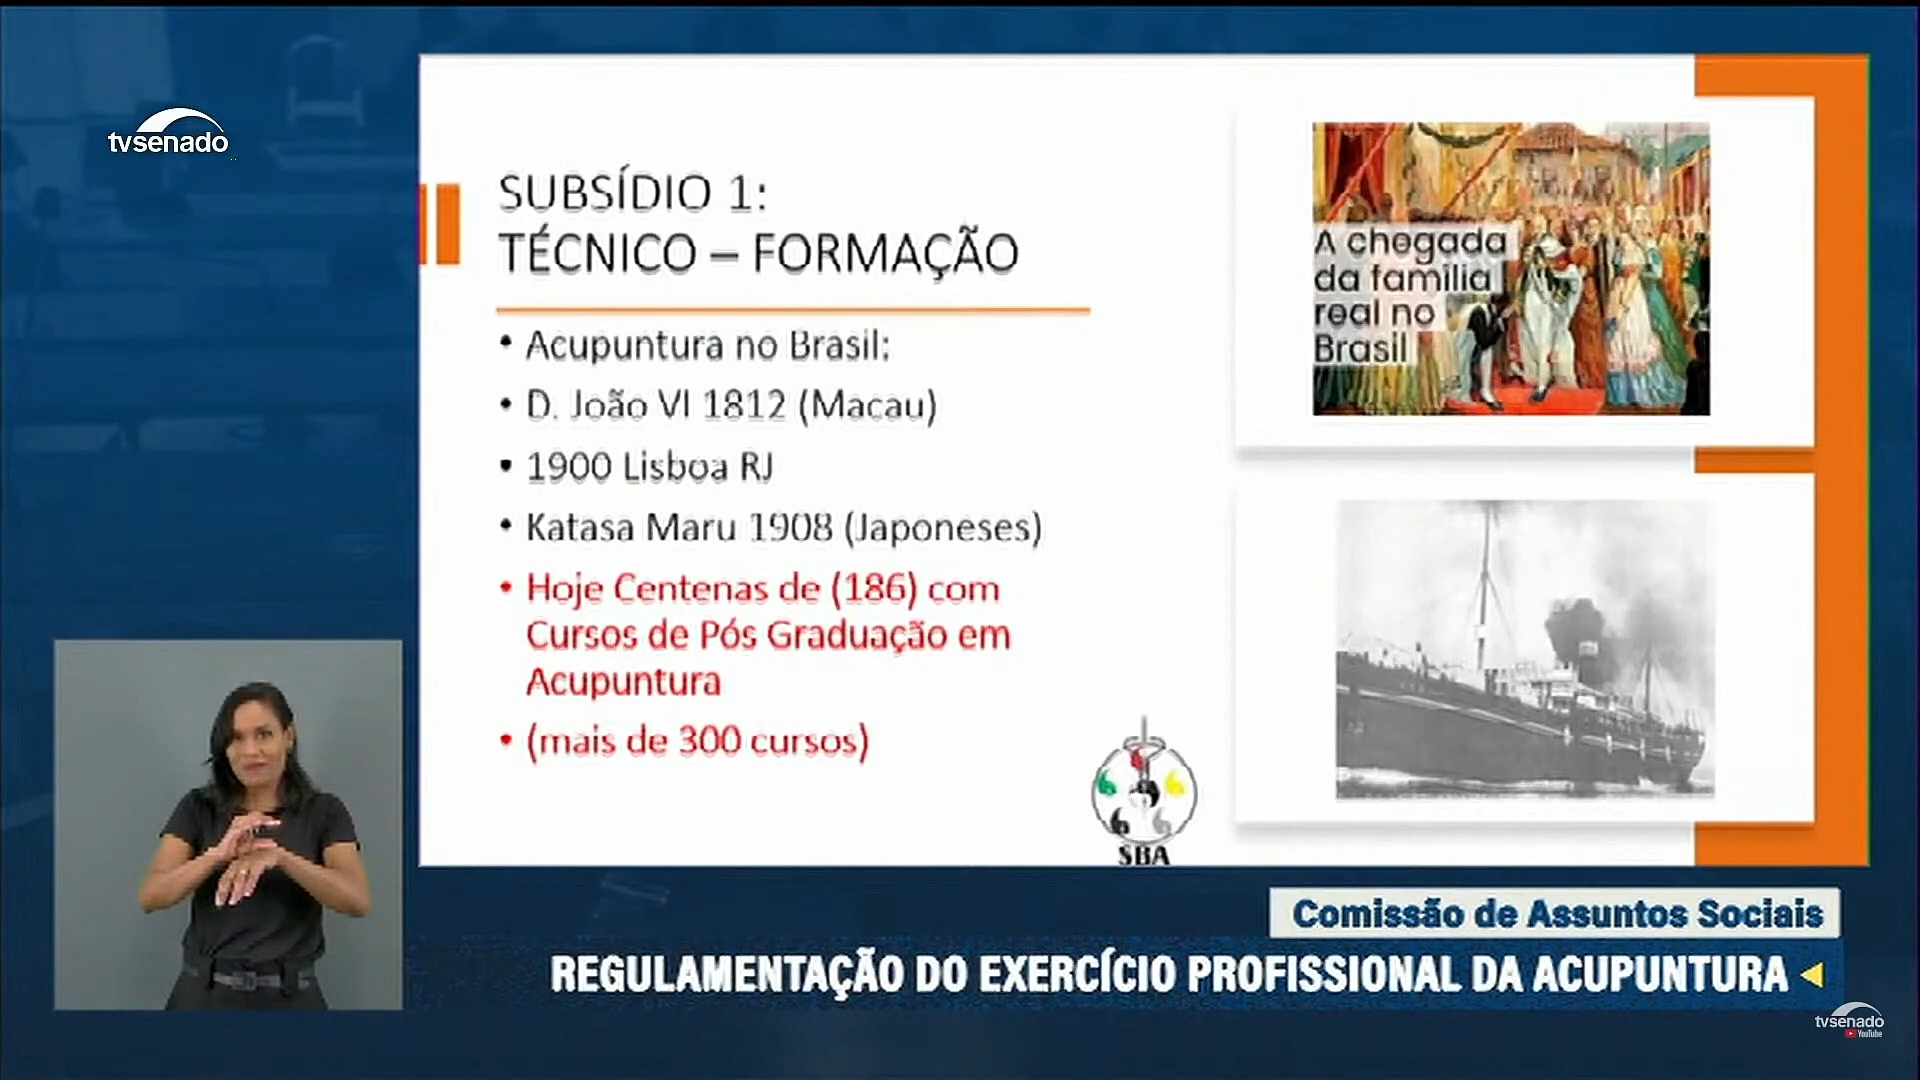 tvsenado
SUBSÍDIO 1:
TÉCNICO – FORMAÇÃO
• Acupuntura no Brasil:
• D. João VI 1812 (Macau)
• 1900 Lisboa RJ
• Katasa Maru 1908 (Japoneses)
• Hoje Centenas de (186) com
Cursos de Pós Graduação em
Acupuntura
• (mais de 300 cursos)
A chegada
da família
real no
Brasil
SBA
Comissão de Assuntos Sociais
REGULAMENTAÇÃO DO EXERCÍCIO PROFISSIONAL DA ACUPUNTURA
tvsenado
YouTube